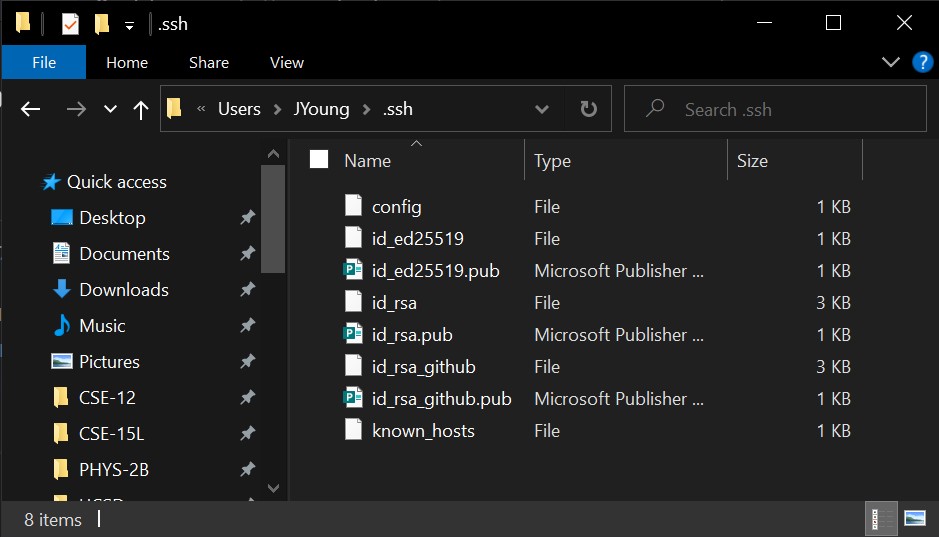 .ssh
File Home Share View
« Users > JYoung > .ssh
Search .ssh
Quick access
Desktop
Documents
Downloads
Music
Pictures
CSE-12
CSE-15L
PHYS-2B
Name Type Size
config File 1 KB
id_ed25519 File 1 KB
id_ed25519.pub Microsoft Publisher ... 1 KB
id_rsa File 3 KB
id_rsa.pub Microsoft Publisher ... 1 KB
id_rsa_github File 3 KB
id_rsa_github.pub Microsoft Publisher ... 1 KB
known_hosts File 1 KB
8 items